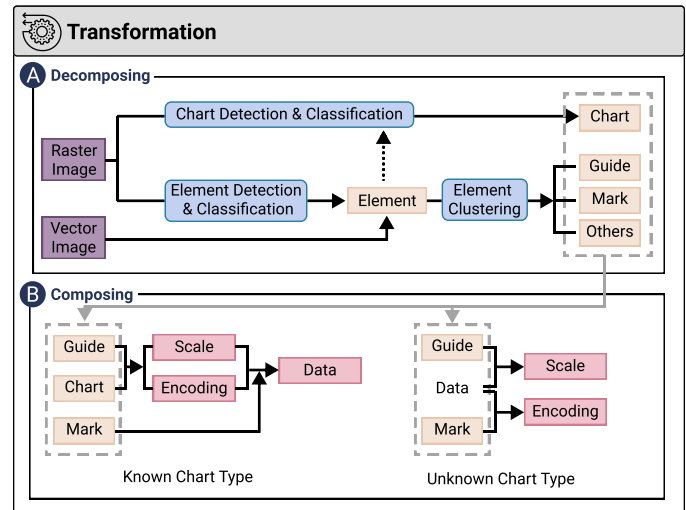 Transformation
A Decomposing
Chart Detection & Classification
Chart
Raster
Image
Guide
Element Detection
& Classification
Element
Element
Clustering
Mark
Vector
Image
Others
B Composing
Guide
Scale
Chart
Encoding
Data
Mark
Known Chart Type
Guide
Scale
Data
Encoding
Mark
Unknown Chart Type